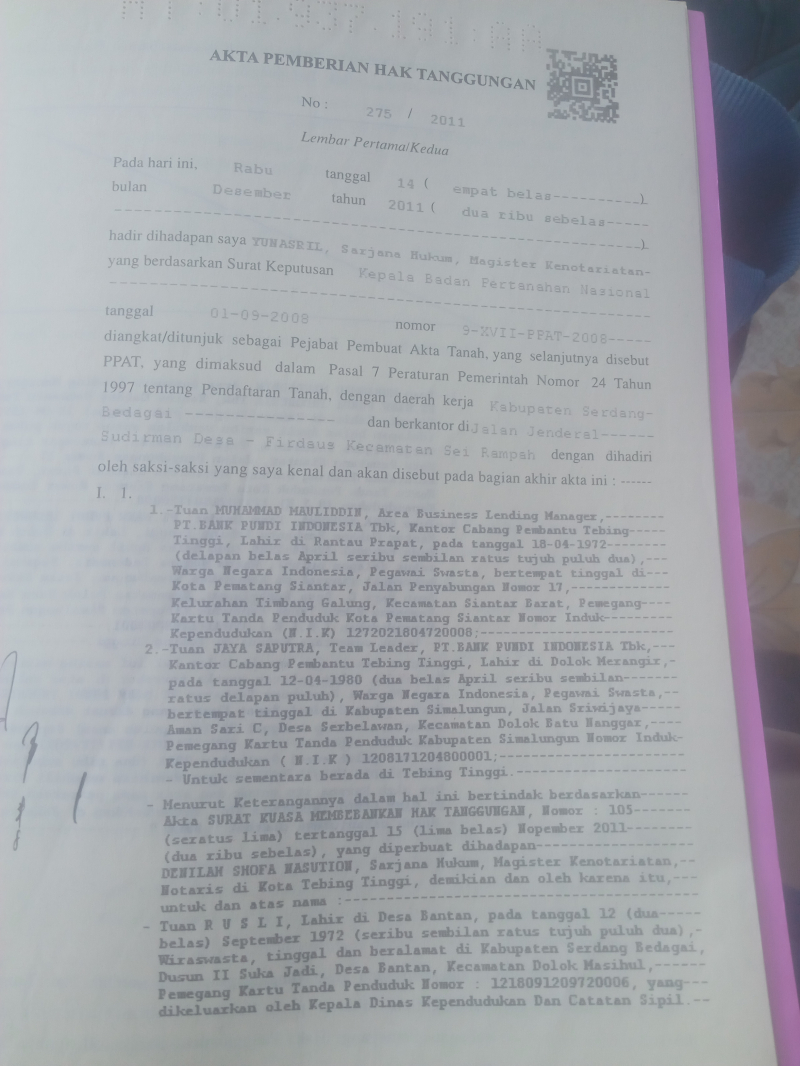 AKTA PEMBERIAN HAK TANGGUNGAN
No : 275 / 2011
Lembar Pertama/Kedua
Pada hari ini, Rabu tanggal 14 ( empat belas----------)
bulan Desember tahun 2011 ( dua ribu sebelas-----
----------)
hadir dihadapan saya YUNASRIL, Sarjana Hukum, Magister Kenotariatan-
yang berdasarkan Surat Keputusan Kepala Badan Pertanahan Nasional
----------
tanggal 01-09-2008 nomor 9-XVII-PPAT-2008-----
diangkat/ditunjuk sebagai Pejabat Pembuat Akta Tanah, yang selanjutnya disebut
PPAT, yang dimaksud dalam Pasal 7 Peraturan Pemerintah Nomor 24 Tahun
1997 tentang Pendaftaran Tanah, dengan daerah kerja Kabupaten Serdang-
Bedagai --------------- dan berkantor di Jalan Jenderal------
Sudirman Desa - Firdaus Kecamatan Sei Rampah dengan dihadiri
oleh saksi-saksi yang saya kenal dan akan disebut pada bagian akhir akta ini : ------
I. 1.
1.-Tuan MUHAMMAD MAULIDDIN, Area Business Lending Manager,--------
PT.BANK PUNDI INDONESIA Tbk, Kantor Cabang Pembantu Tebing-----
Tinggi, Lahir di Rantau Prapat, pada tanggal 18-04-1972--------
(delapan belas April seribu sembilan ratus tujuh puluh dua),---
Warga Negara Indonesia, Pegawai Swasta, bertempat tinggal di---
Kota Pematang Siantar, Jalan Penyabungan Nomor 17,-------------
Kelurahan Timbang Galung, Kecamatan Siantar Barat, Pemegang----
Kartu Tanda Penduduk Kota Pematang Siantar Nomor Induk---------
Kependudukan (N.I.K) 1272021804720008;-------------------------
2.-Tuan JAYA SAPUTRA, Team Leader, PT.BANK PUNDI INDONESIA Tbk,---
Kantor Cabang Pembantu Tebing Tinggi, Lahir di Dolok Merangir,-
pada tanggal 12-04-1980 (dua belas April seribu sembilan-------
ratus delapan puluh), Warga Negara Indonesia, Pegawai Swasta,--
bertempat tinggal di Kabupaten Simalungun, Jalan Sriwijaya-----
Aman Sari C, Desa Serbelawan, Kecamatan Dolok Batu Nanggar,----
Pemegang Kartu Tanda Penduduk Kabupaten Simalungun Nomor Induk-
Kependudukan ( N.I.K ) 1208171204800001;-----------------------
- Untuk sementara berada di Tebing Tinggi.---------------------
- Menurut Keterangannya dalam hal ini bertindak berdasarkan------
Akta SURAT KUASA MEMBEBANKAN HAK TANGGUNGAN, Nomor : 105-------
(seratus lima) tertanggal 15 (lima belas) Nopember 2011--------
(dua ribu sebelas), yang diperbuat dihadapan-------------------
DENILAH SHOFA NASUTION, Sarjana Hukum, Magister Kenotariatan,--
Notaris di Kota Tebing Tinggi, demikian dan oleh karena itu,---
untuk dan atas nama :------------------------------------------
- Tuan R U S L I, Lahir di Desa Bantan, pada tanggal 12 (dua-----
belas) September 1972 (seribu sembilan ratus tujuh puluh dua),-
Wiraswasta, tinggal dan beralamat di Kabupaten Serdang Bedagai,
Dusun II Suka Jadi, Desa Bantan, Kecamatan Dolok Masihul,------
Pemegang Kartu Tanda Penduduk Nomor : 1218091209720006, yang---
dikeluarkan oleh Kepala Dinas Kependudukan Dan Catatan Sipil.--